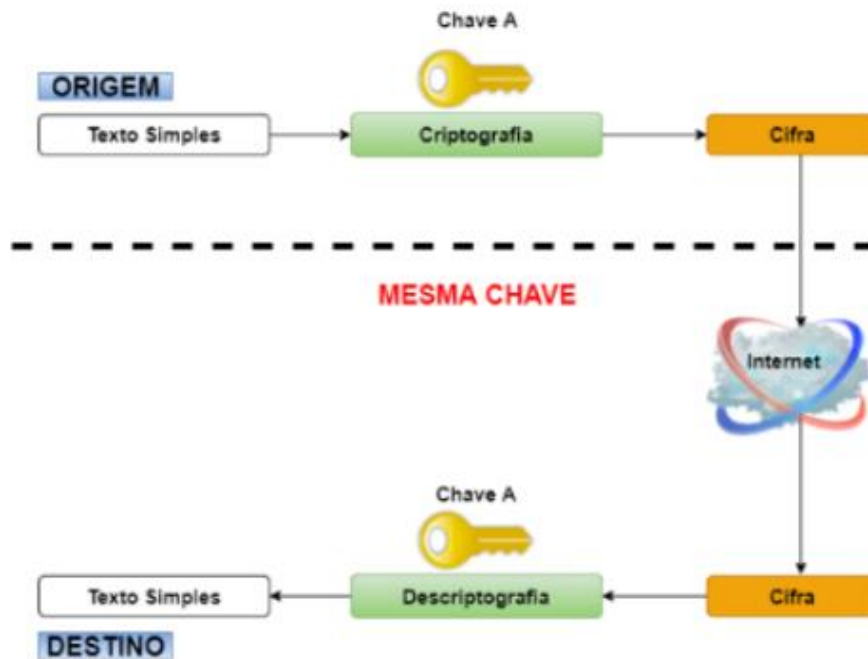 Chave A
ORIGEM
Texto Simples
Criptografia
Cifra
MESMA CHAVE
Internet
Chave A
Texto Simples
Descriptografia
Cifra
DESTINO